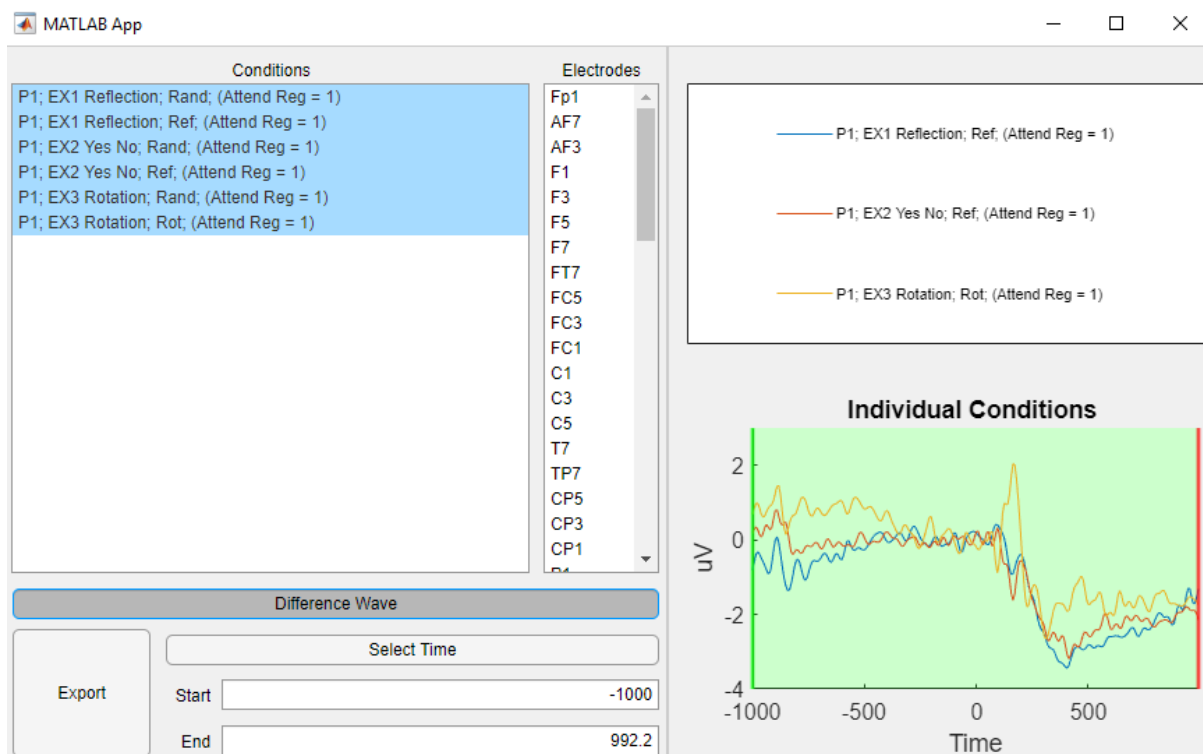 MATLAB App
Conditions
P1; EX1 Reflection; Rand; (Attend Reg = 1)
P1; EX1 Reflection; Ref; (Attend Reg = 1)
P1; EX2 Yes No; Rand; (Attend Reg = 1)
P1; EX2 Yes No; Ref; (Attend Reg = 1)
P1; EX3 Rotation; Rand; (Attend Reg = 1)
P1; EX3 Rotation; Rot; (Attend Reg = 1)
Electrodes
Fp1
AF7
AF3
F1
F3
F5
F7
FT7
FC5
FC3
FC1
C1
C3
C5
T7
TP7
CP5
CP3
CP1
Difference Wave
Export
Select Time
Start
-1000
End
992.2
P1; EX1 Reflection; Ref; (Attend Reg = 1)
P1; EX2 Yes No; Ref; (Attend Reg = 1)
P1; EX3 Rotation; Rot; (Attend Reg = 1)
Individual Conditions
uV
2
0
-2
-4
-1000
-500
0
500
Time